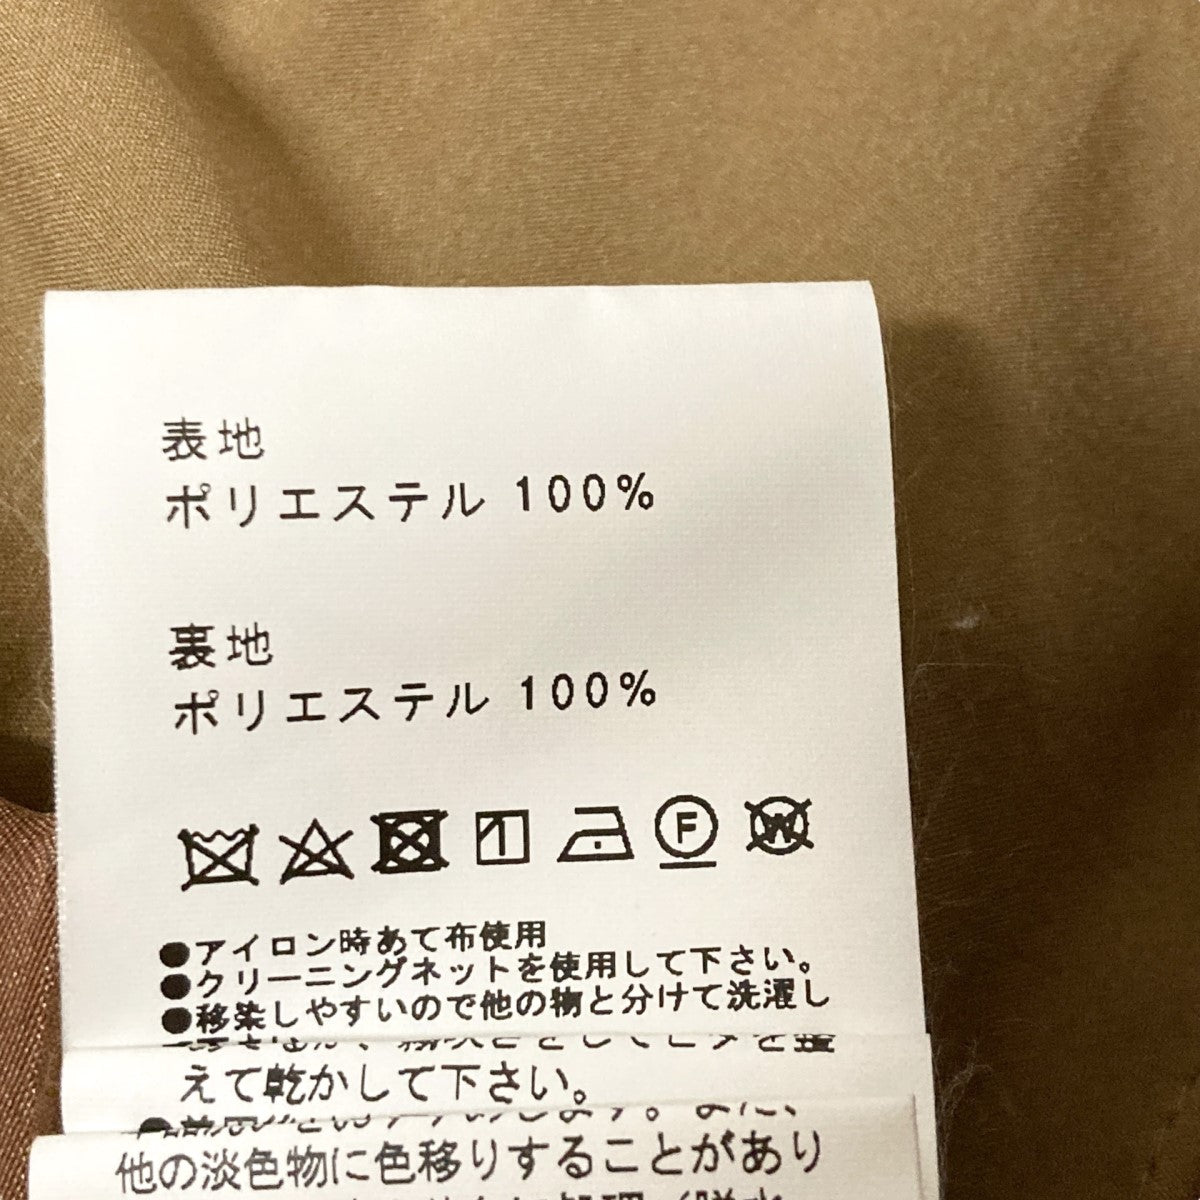 表地
ポリエステル 100%
裏地
ポリエステル 100%
●アイロン時あて布使用
●クリーニングネットを使用して下さい。
●移染しやすいので他の物と分けて洗濯し
えて乾かして下さい。
他の淡色物に色移りすることがあり